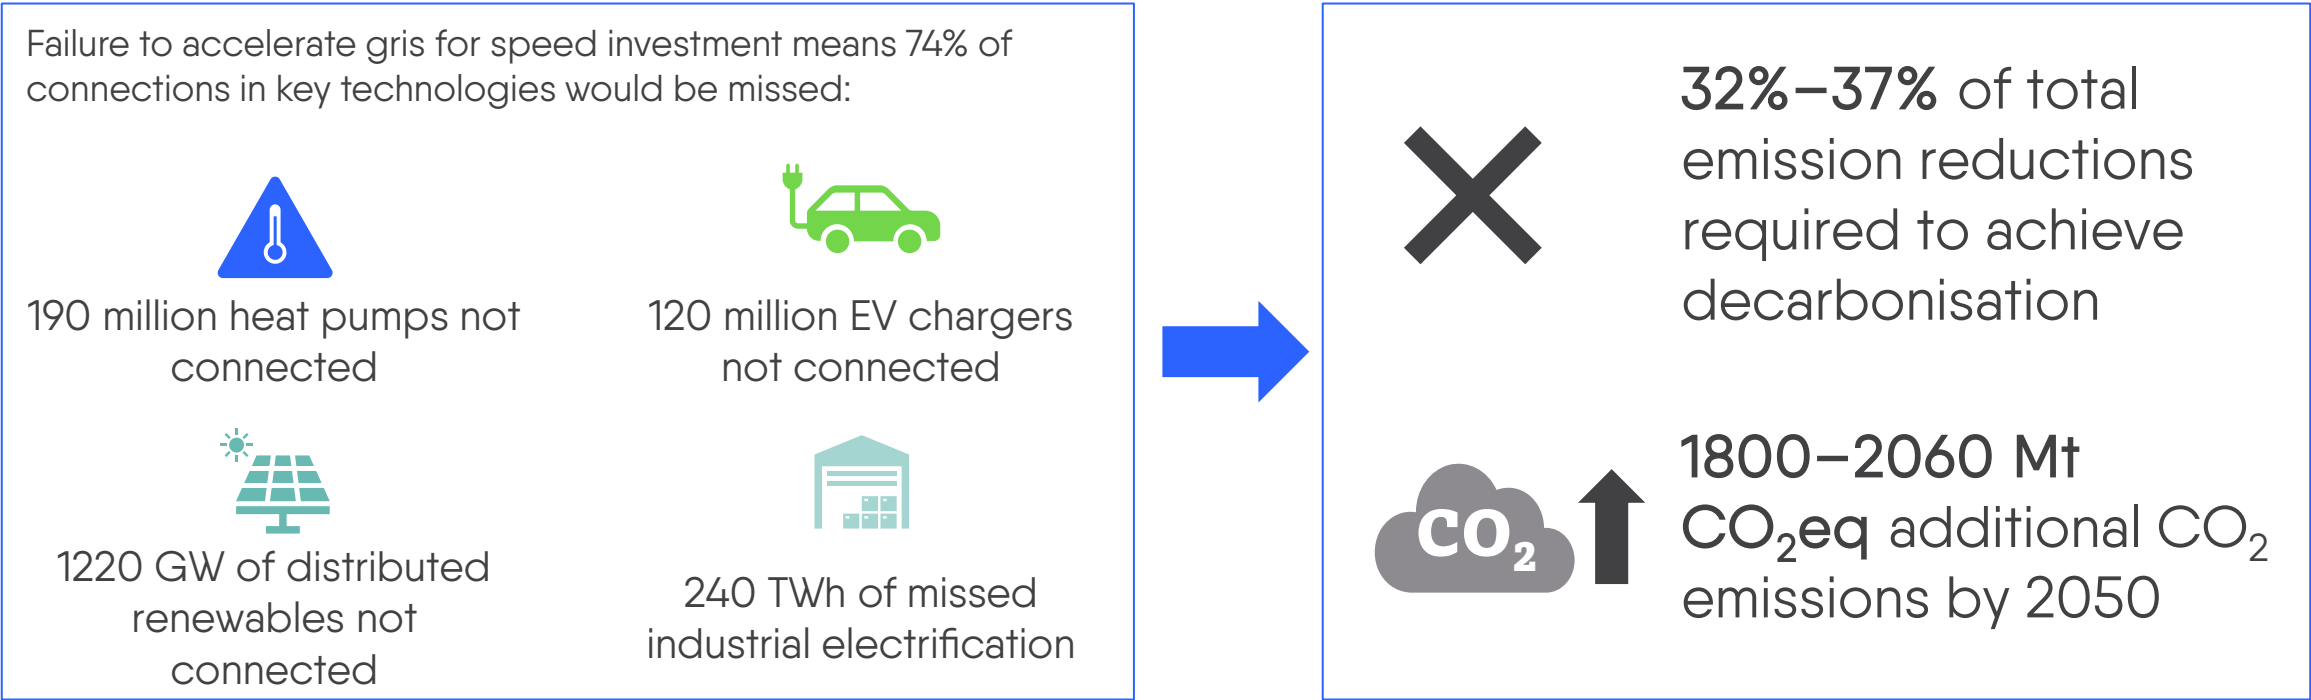 Failure to accelerate gris for speed investment means 74% of
connections in key technologies would be missed:
190 million heat pumps not
connected
120 million EV chargers
not connected
1220 GW of distributed
renewables not
connected
240 TWh of missed
industrial electrification
32%–37% of total
emission reductions
required to achieve
decarbonisation
CO₂
1800–2060 Mt
CO₂eq additional CO₂
emissions by 2050